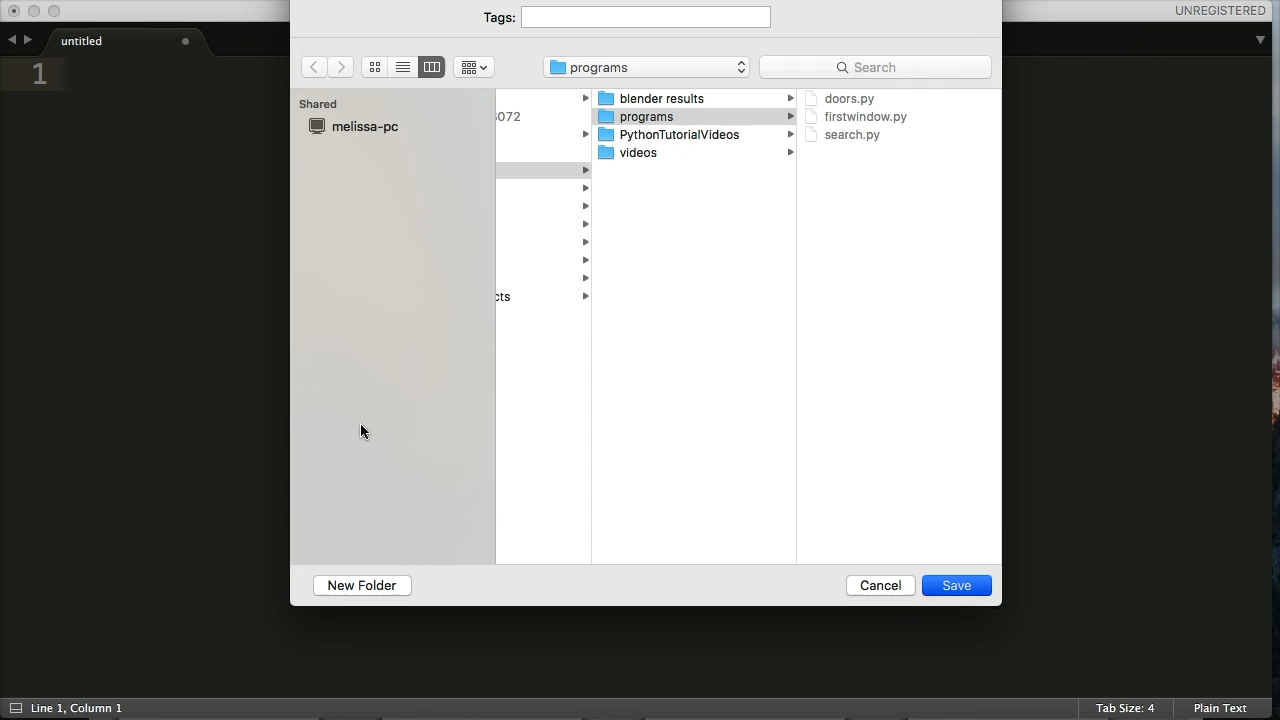 UNREGISTERED
untitled
Tags:
programs
Search
Shared
melissa-pc
5072
cts
blender results
programs
PythonTutorialVideos
videos
doors.py
firstwindow.py
search.py
1
New Folder
Cancel
Save
Line 1, Column 1
Tab Size: 4
Plain Text